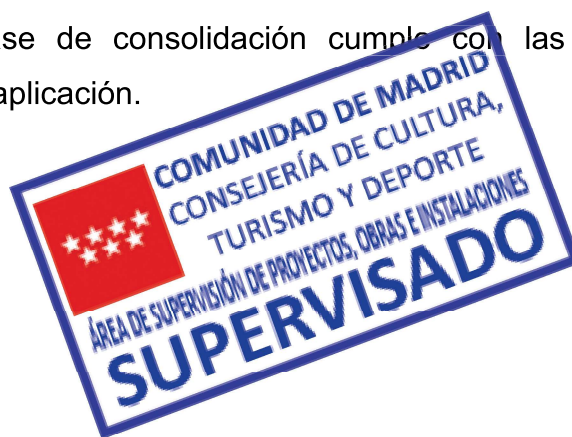 se de consolidación cumple con las
aplicación.
COMUNIDAD DE MADRID
CONSEJERÍA DE CULTURA,
TURISMO Y DEPORTE
ÁREA DE SUPERVISIÓN DE PROYECTOS, OBRAS E INSTALACIONES
SUPERVISADO